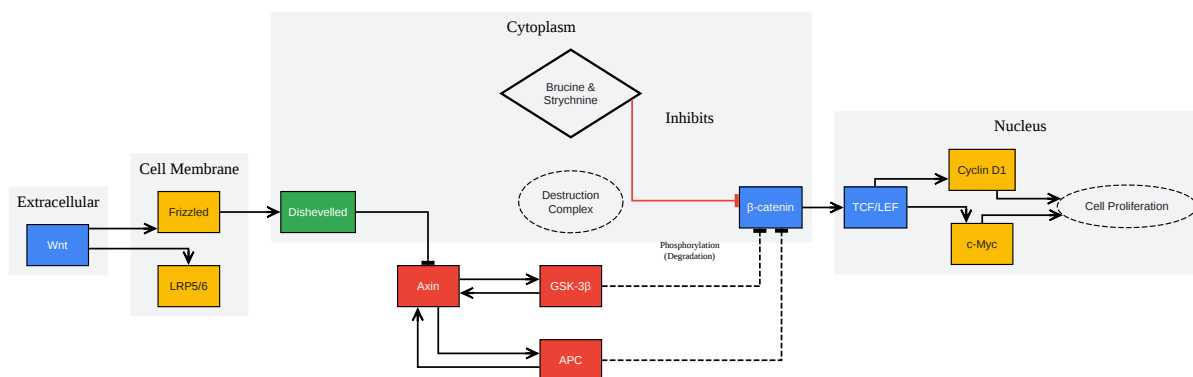 Cytoplasm
Brucine &
Strychnine
Inhibits
Nucleus
Cell Membrane
Cyclin D1
Extracellular
Frizzled
Dishevelled
Destruction
Complex
β-catenin
TCF/LEF
Cell Proliferation
Wnt
c-Myc
Phosphorylation
(Degradation)
LRP5/6
Axin
GSK-3β
APC